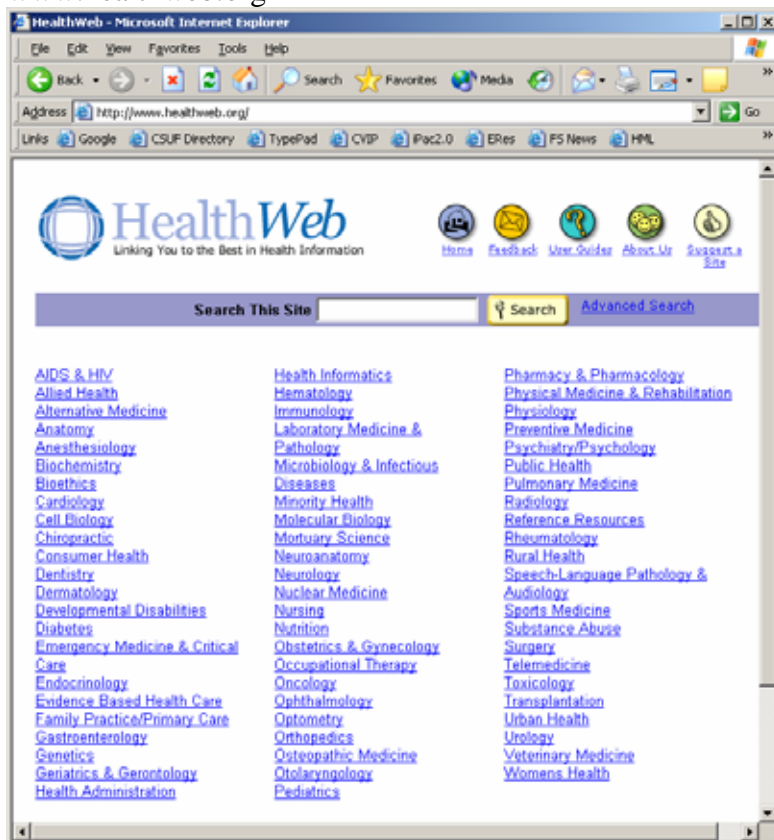 HealthWeb - Microsoft Internet Explorer
File Edit View Favorites Tools Help
Back Search Favorites Media
Address http://www.healthweb.org/ Go
Links Google CSUF Directory TypePad CVIP iPac2.0 ERes FS News HML
HealthWeb
Linking You to the Best in Health Information
Home Feedback User Guides About Us Suggest a
Site
Search This Site Search Advanced Search
AIDS & HIV
Allied Health
Alternative Medicine
Anatomy
Anesthesiology
Biochemistry
Bioethics
Cardiology
Cell Biology
Chiropractic
Consumer Health
Dentistry
Dermatology
Developmental Disabilities
Diabetes
Emergency Medicine & Critical
Care
Endocrinology
Evidence Based Health Care
Family Practice/Primary Care
Gastroenterology
Genetics
Geriatrics & Gerontology
Health Administration
Health Informatics
Hematology
Immunology
Laboratory Medicine &
Pathology
Microbiology & Infectious
Diseases
Minority Health
Molecular Biology
Mortuary Science
Neuroanatomy
Neurology
Nuclear Medicine
Nursing
Nutrition
Obstetrics & Gynecology
Occupational Therapy
Oncology
Ophthalmology
Optometry
Orthopedics
Osteopathic Medicine
Otolaryngology
Pediatrics
Pharmacy & Pharmacology
Physical Medicine & Rehabilitation
Physiology
Preventive Medicine
Psychiatry/Psychology
Public Health
Pulmonary Medicine
Radiology
Reference Resources
Rheumatology
Rural Health
Speech-Language Pathology &
Audiology
Sports Medicine
Substance Abuse
Surgery
Telemedicine
Toxicology
Transplantation
Urban Health
Urology
Veterinary Medicine
Womens Health